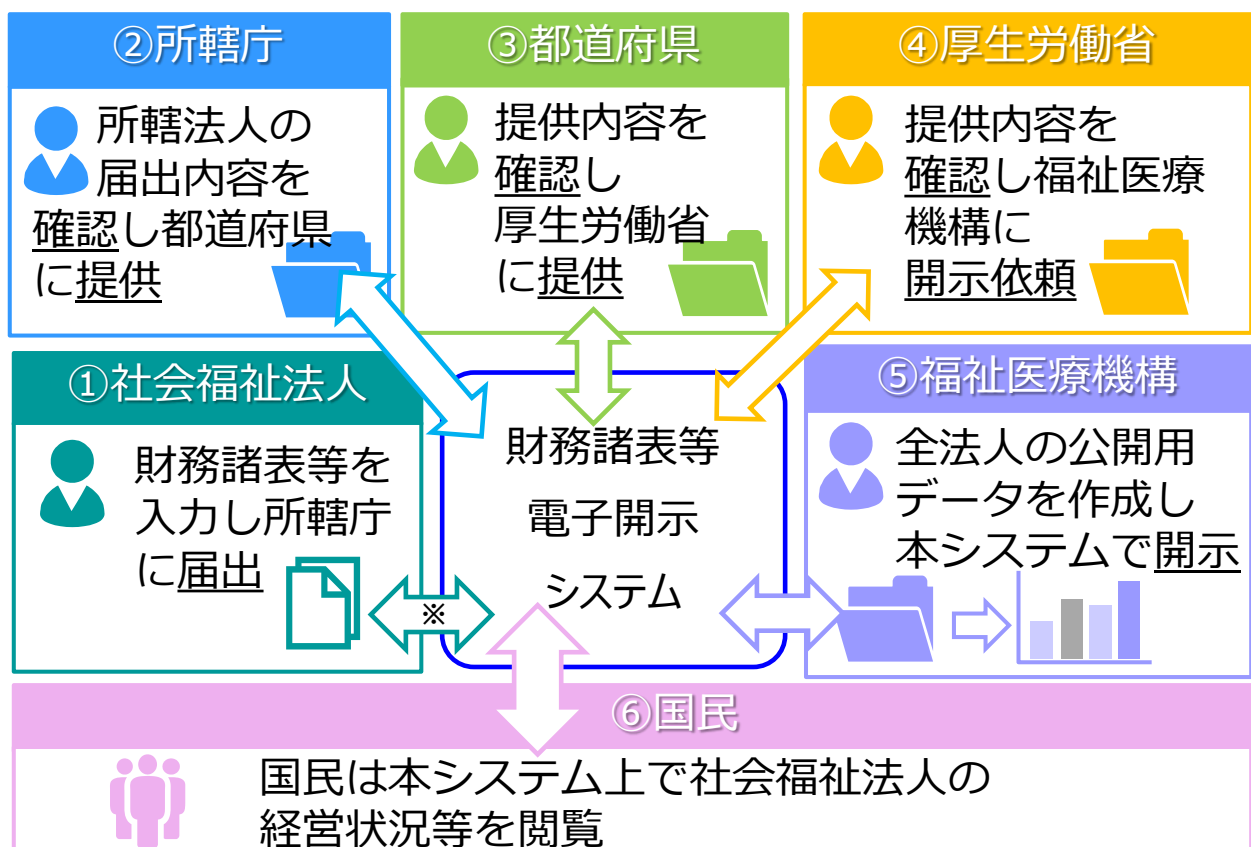 ②所轄庁
所轄法人の
届出内容を
確認し都道府県
に提供
③都道府県
提供内容を
確認し
厚生労働省
に提供
④厚生労働省
提供内容を
確認し福祉医療
機構に
開示依頼
①社会福祉法人
財務諸表等を
入力し所轄庁
に届出
※
財務諸表等
電子開示
システム
⑤福祉医療機構
全法人の公開用
データを作成し
本システムで開示
⑥国民
国民は本システム上で社会福祉法人の
経営状況等を閲覧